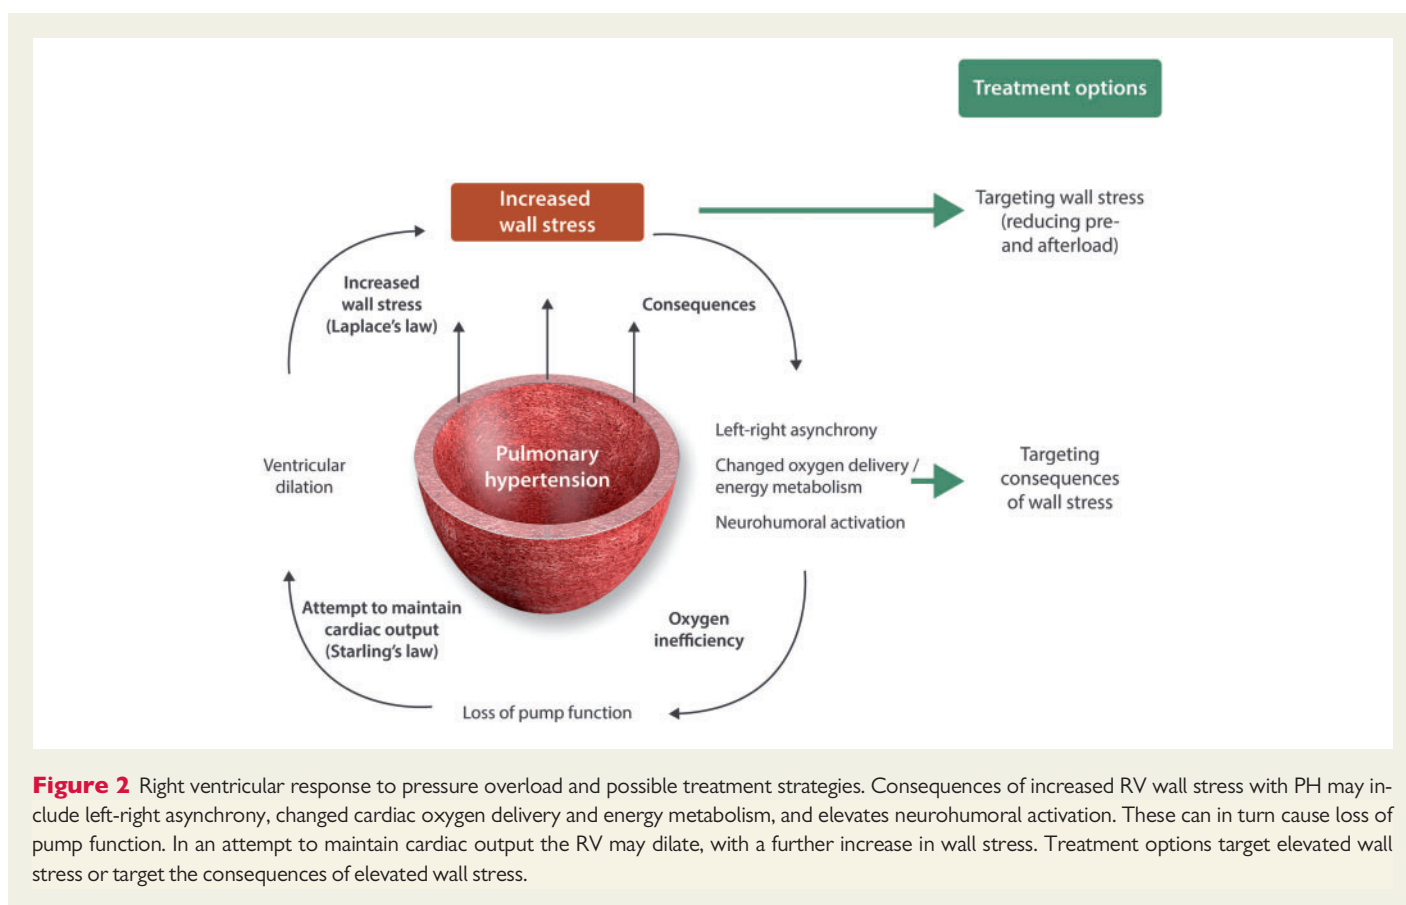 Treatment options
Increased
wall stress
Targeting wall stress
(reducing pre-
and afterload)
Increased
wall stress
(Laplace's law)
Consequences
Pulmonary
hypertension
Ventricular
dilation
Left-right asynchrony
Changed oxygen delivery /
energy metabolism
Neurohumoral activation
Targeting
consequences
of wall stress
Attempt to maintain
cardiac output
(Starling's law)
Oxygen
inefficiency
Loss of pump function
Figure 2 Right ventricular response to pressure overload and possible treatment strategies. Consequences of increased RV wall stress with PH may in-
clude left-right asynchrony, changed cardiac oxygen delivery and energy metabolism, and elevates neurohumoral activation. These can in turn cause loss of
pump function. In an attempt to maintain cardiac output the RV may dilate, with a further increase in wall stress. Treatment options target elevated wall
stress or target the consequences of elevated wall stress.